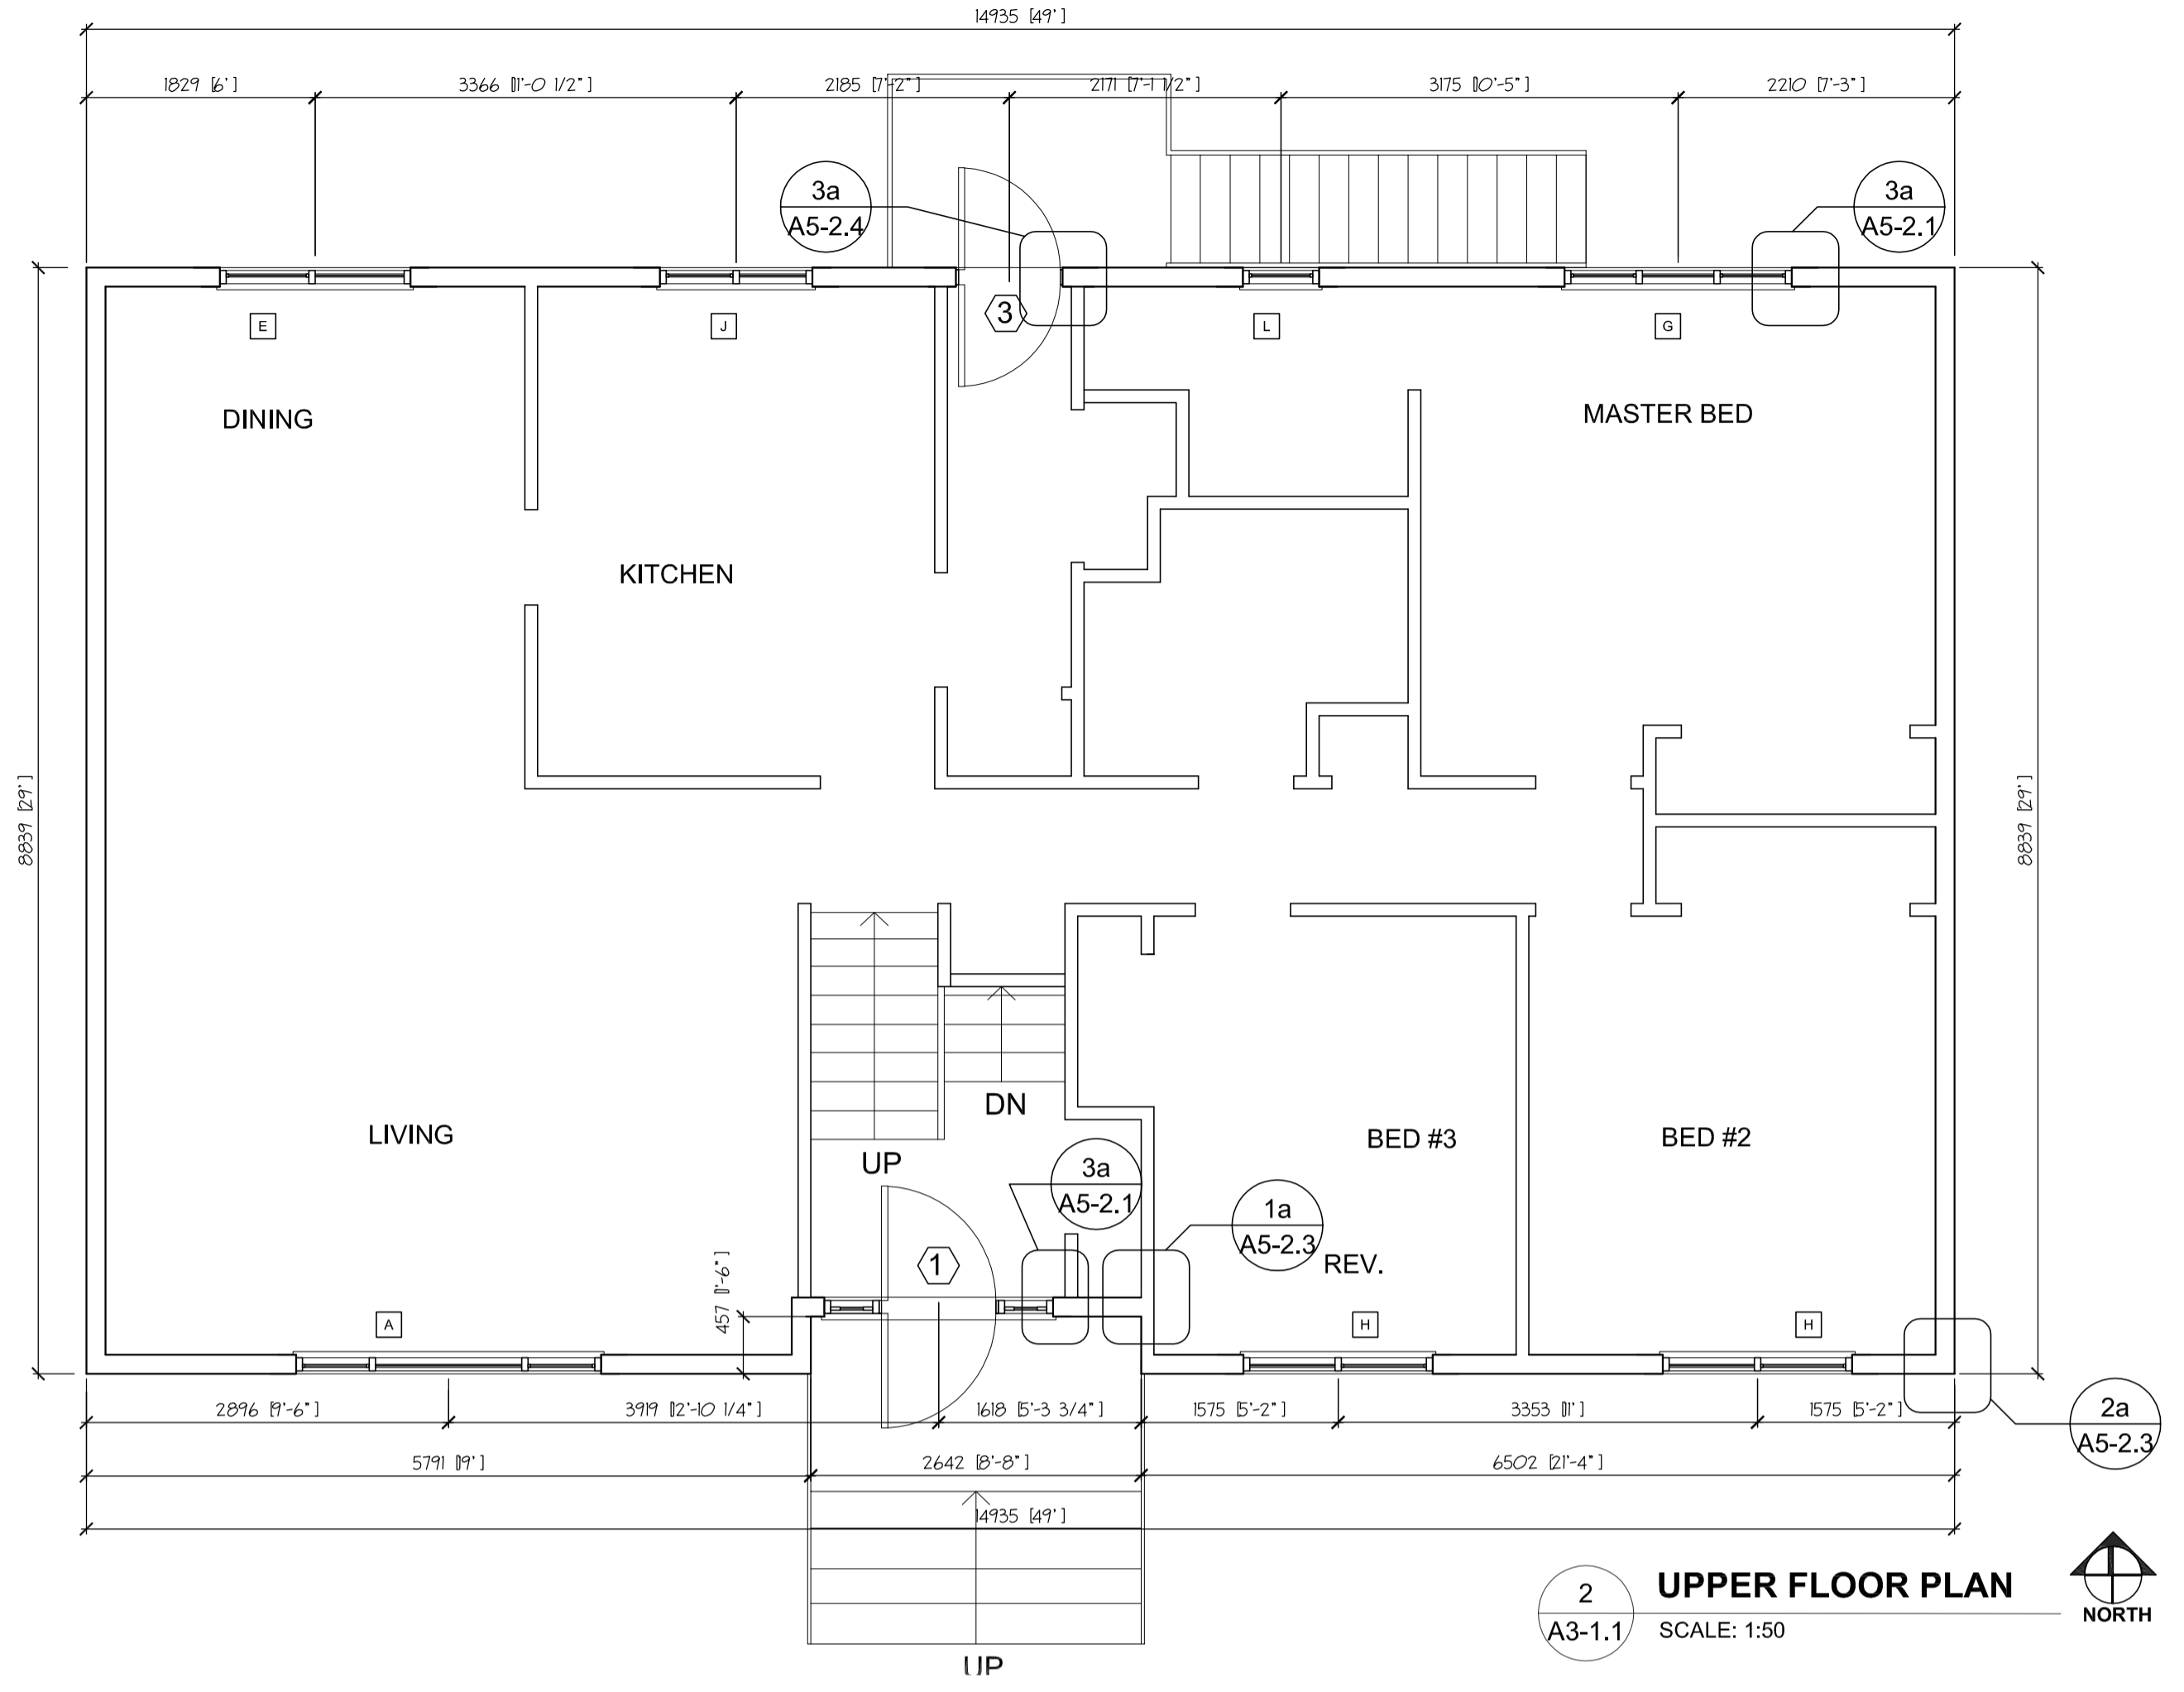 14935 [49']
1829 [6']
3366 [11'-0 1/2"]
2185 [7'-2"]
2171 [7'-1 1/2"]
3175 [10'-5"]
2210 [7'-3"]
3a
A5-2.4
3a
A5-2.1
3
E
J
L
G
DINING
MASTER BED
KITCHEN
8839 [29']
8839 [29']
DN
LIVING
BED #3
BED #2
UP
3a
A5-2.1
1a
A5-2.3
REV.
1
457 [1'-6"]
A
H
H
2896 [9'-6"]
3919 [12'-10 1/4"]
1618 [5'-3 3/4"]
1575 [5'-2"]
3353 [11']
1575 [5'-2"]
2a
A5-2.3
5791 [19']
2642 [8'-8"]
6502 [21'-4"]
14935 [49']
2
A3-1.1
UPPER FLOOR PLAN
SCALE: 1:50
NORTH
UP